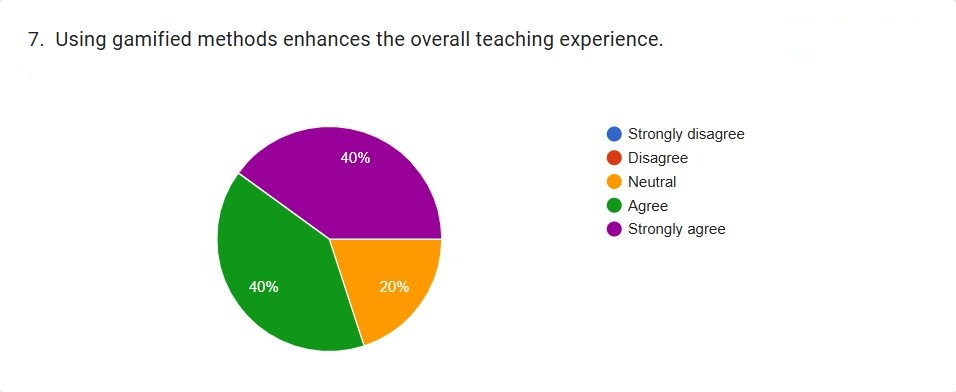 7. Using gamified methods enhances the overall teaching experience.
40%
40%
20%
Strongly disagree
Disagree
Neutral
Agree
Strongly agree